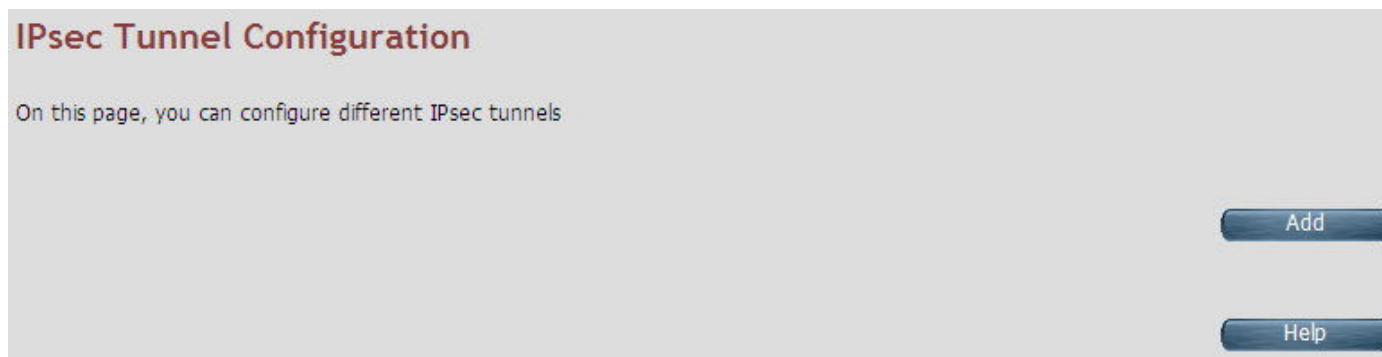 IPsec Tunnel Configuration
On this page, you can configure different IPsec tunnels
Add
Help